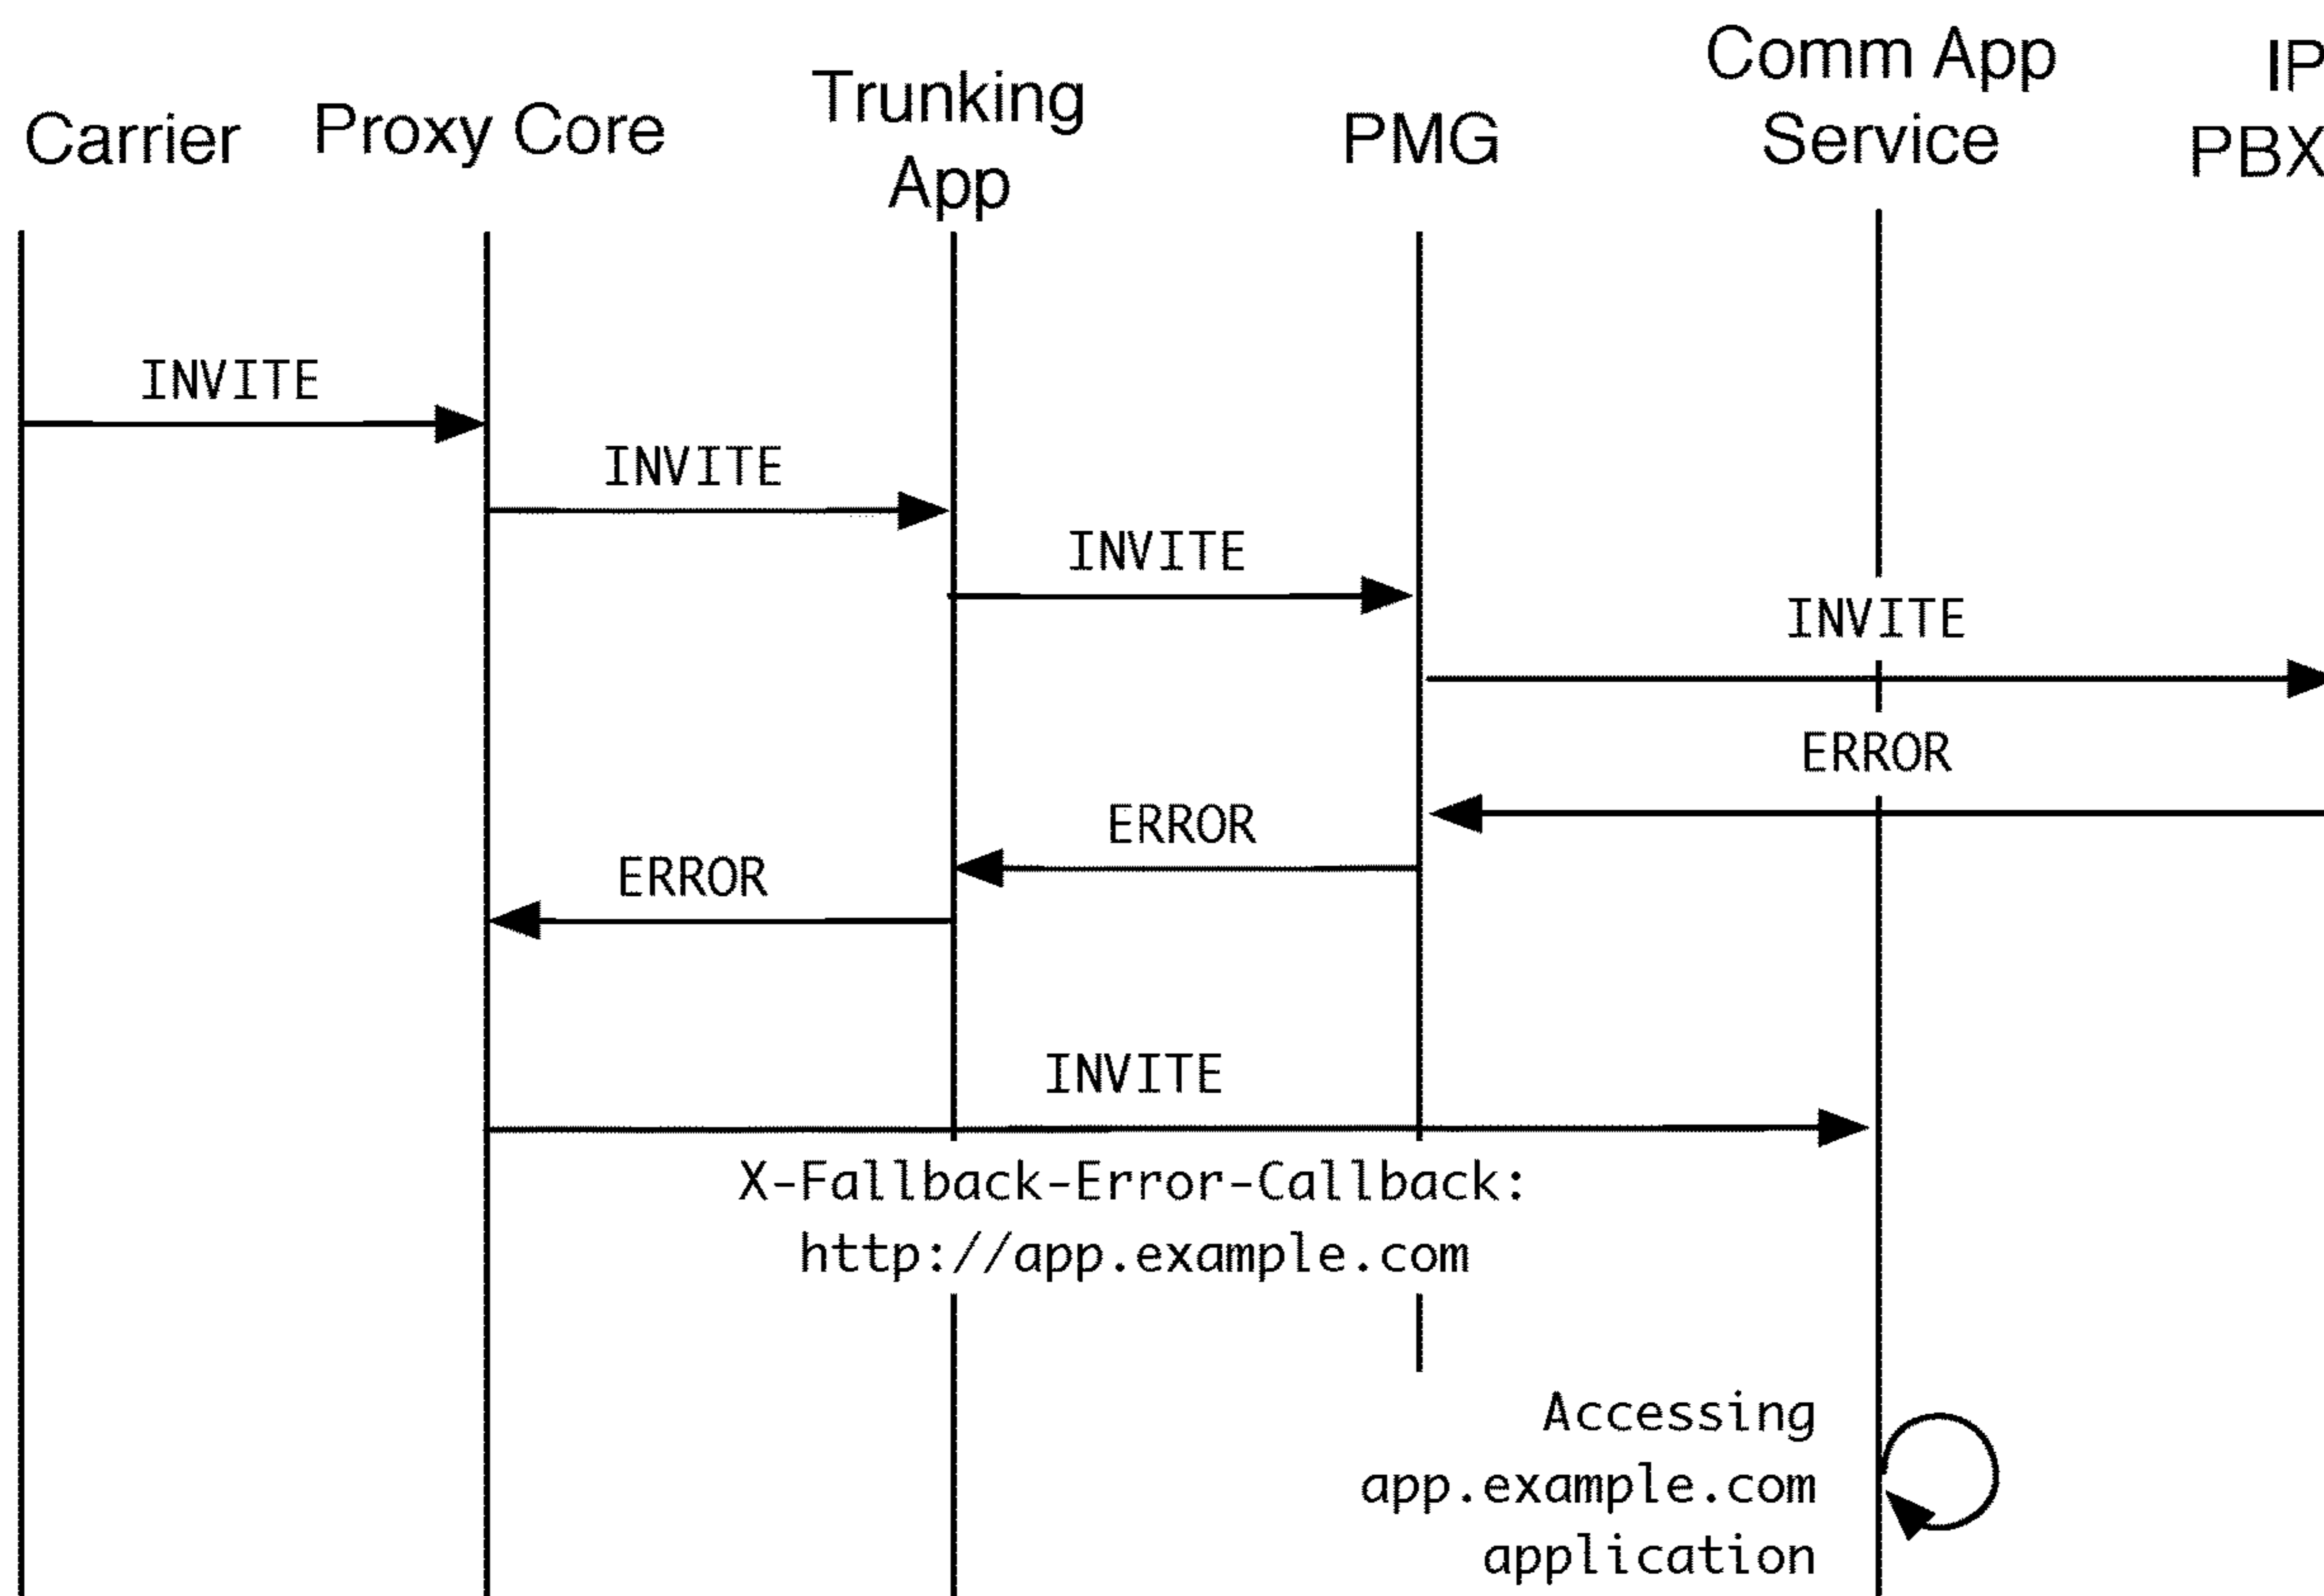 Carrier
Proxy Core
Trunking
App
PMG
Comm App
Service
IP
PBX
INVITE
INVITE
INVITE
INVITE
ERROR
ERROR
ERROR
INVITE
X-Fallback-Error-Callback:
http://app.example.com
Accessing
app.example.com
application